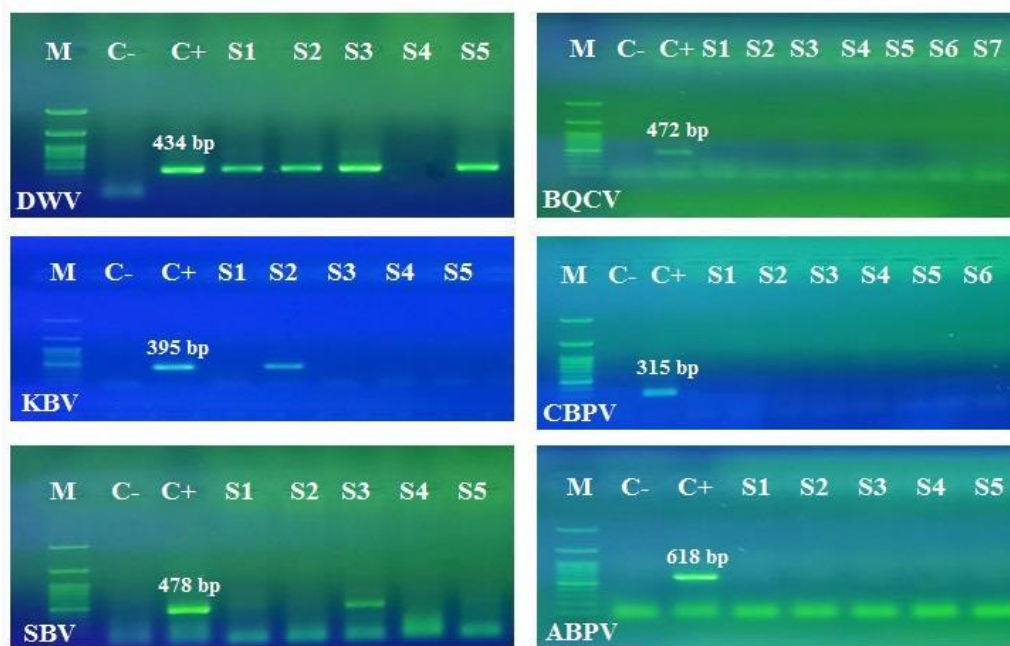 M C- C+ S1 S2 S3 S4 S5
434 bp
DWV
M C- C+ S1 S2 S3 S4 S5 S6 S7
472 bp
BQCV
M C- C+ S1 S2 S3 S4 S5
395 bp
KBV
M C- C+ S1 S2 S3 S4 S5 S6
315 bp
CBPV
M C- C+ S1 S2 S3 S4 S5
478 bp
SBV
M C- C+ S1 S2 S3 S4 S5
618 bp
ABPV